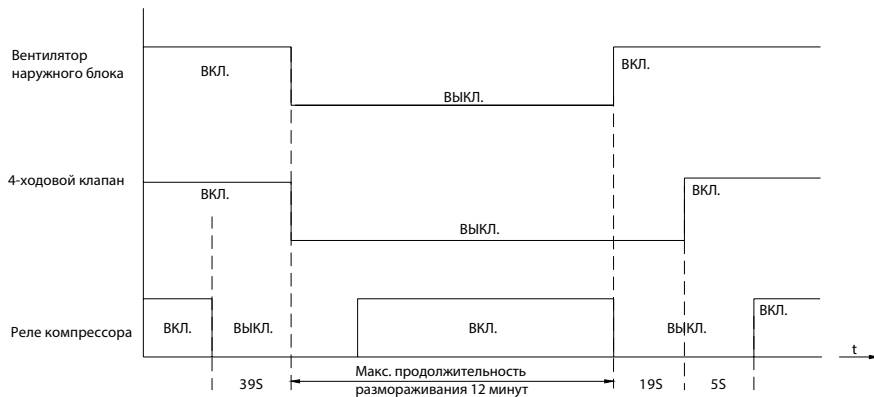 Вентилятор
наружного блока
ВКЛ.
ВЫКЛ.
ВКЛ.
4-ходовой клапан
ВКЛ.
ВЫКЛ.
ВКЛ.
Реле компрессора
ВКЛ.
ВЫКЛ.
ВКЛ.
ВЫКЛ.
ВКЛ.
t
39S
Макс. продолжительность
размораживания 12 минут
19S
5S